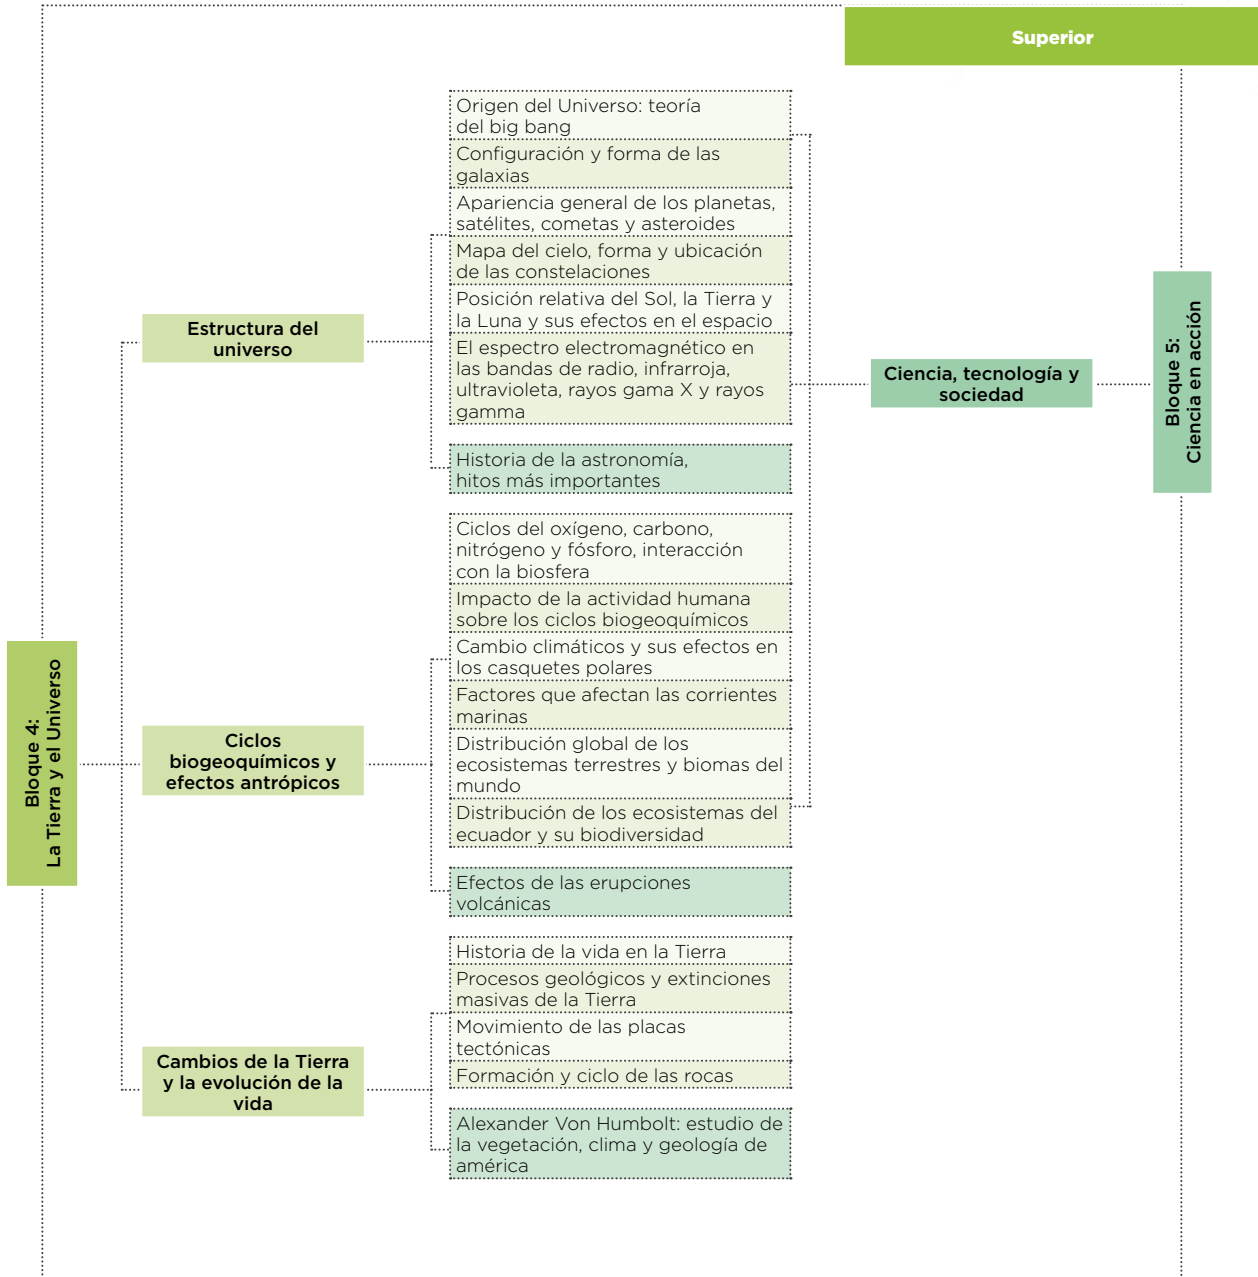 Superior
Origen del Universo: teoría
del big bang
Configuración y forma de las
galaxias
Apariencia general de los planetas,
satélites, cometas y asteroides
Mapa del cielo, forma y ubicación
de las constelaciones
Posición relativa del Sol, la Tierra y
la Luna y sus efectos en el espacio
El espectro electromagnético en
las bandas de radio, infrarroja,
ultravioleta, rayos gama X y rayos
gamma
Historia de la astronomía,
hitos más importantes
Estructura del
universo
Ciencia, tecnología y
sociedad
Bloque 5:
Ciencia en acción
Ciclos del oxígeno, carbono,
nitrógeno y fósforo, interacción
con la biosfera
Impacto de la actividad humana
sobre los ciclos biogeoquímicos
Cambio climáticos y sus efectos en
los casquetes polares
Factores que afectan las corrientes
marinas
Distribución global de los
ecosistemas terrestres y biomas del
mundo
Distribución de los ecosistemas del
ecuador y su biodiversidad
Efectos de las erupciones
volcánicas
Bloque 4:
La Tierra y el Universo
Ciclos
biogeoquímicos y
efectos antrópicos
Historia de la vida en la Tierra
Procesos geológicos y extinciones
masivas de la Tierra
Movimiento de las placas
tectónicas
Formación y ciclo de las rocas
Alexander Von Humbolt: estudio de
la vegetación, clima y geología de
américa
Cambios de la Tierra
y la evolución de la
vida